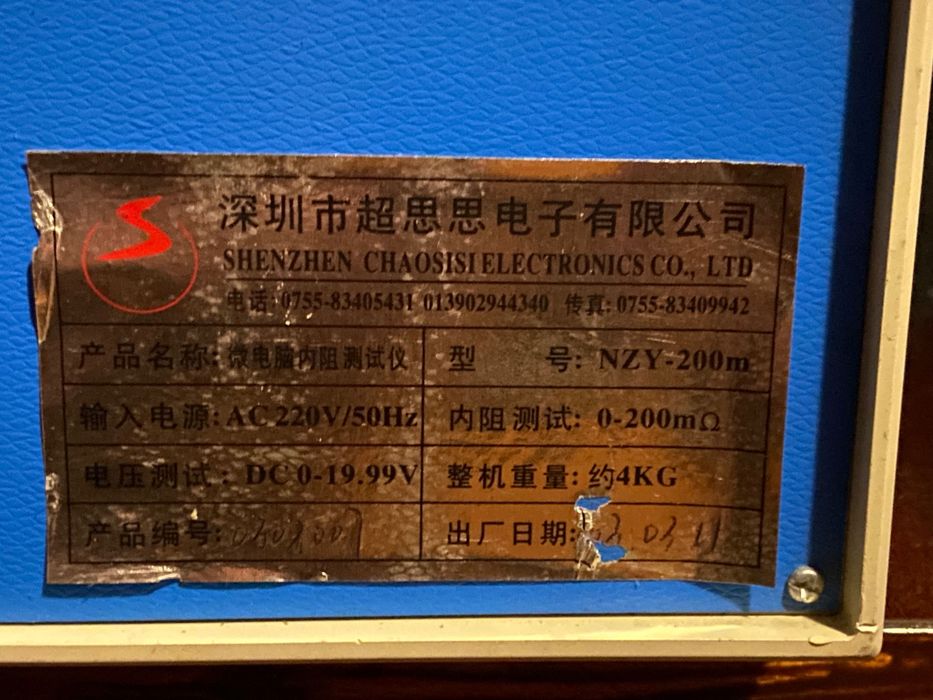 深圳市超思思电子有限公司
SHENZHEN CHAOSISI ELECTRONICS CO., LTD
电话: 0755-83405431 013902944340 传真: 0755-83409942
产品名称: 微电脑内阻测试仪 型 号: NZY-200m
输入电源: AC 220V/50Hz 内阻测试: 0-200mΩ
电压测试: DC 0-19.99V 整机重量: 约4KG
产品编号: 出厂日期: